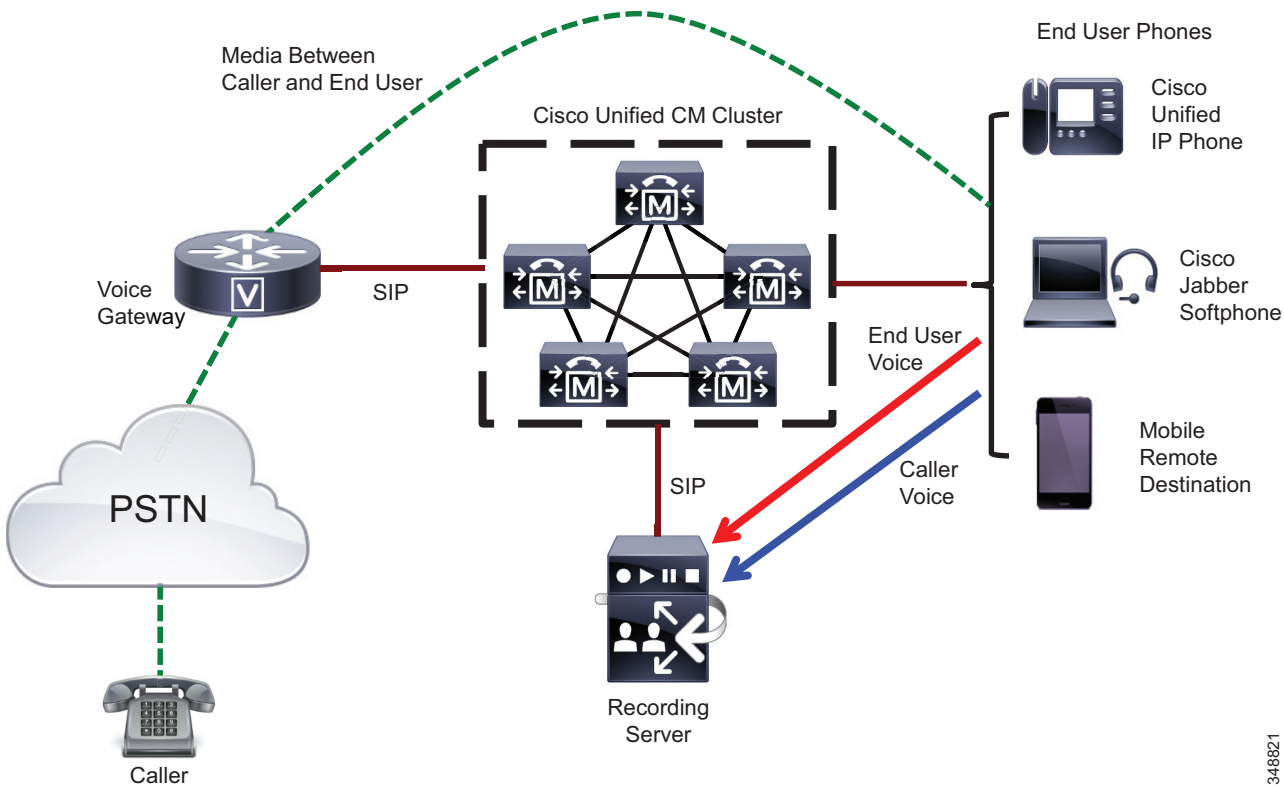 Media Between
Caller and End User
End User Phones
Cisco
Unified
IP Phone
Cisco Unified CM Cluster
M
M
M
M
M
Voice
Gateway
V
SIP
Cisco
Jabber
Softphone
End User
Voice
Caller
Voice
Mobile
Remote
Destination
SIP
PSTN
Recording
Server
Caller
348821